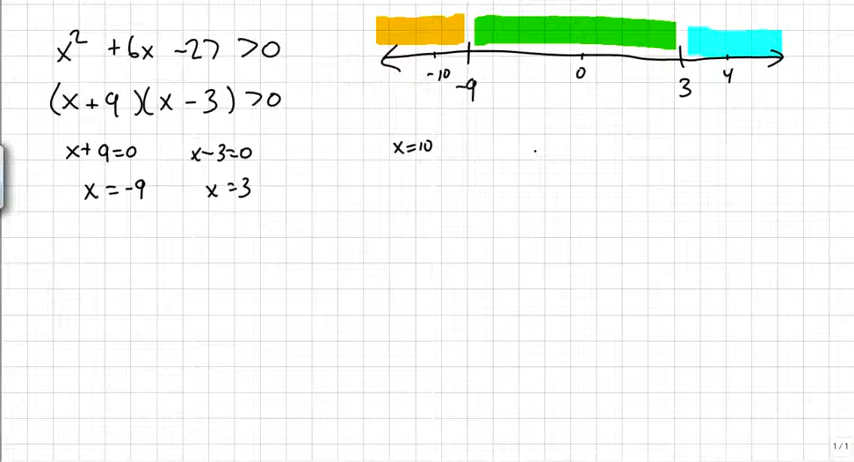 x² + 6x - 27 > 0
(x + 9)(x - 3) > 0
x + 9 = 0 x - 3 = 0
x = -9 x = 3
-10 -9 0 3 4
x = 10
1/1